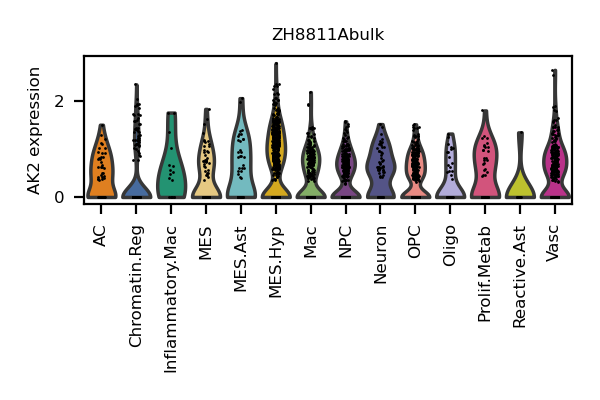 ZH8811Abulk
AK2 expression
2
0
AC
Chromatin.Reg
Inflammatory.Mac
MES
MES.Ast
MES.Hyp
Mac
NPC
Neuron
OPC
Oligo
Prolif.Metab
Reactive.Ast
Vasc